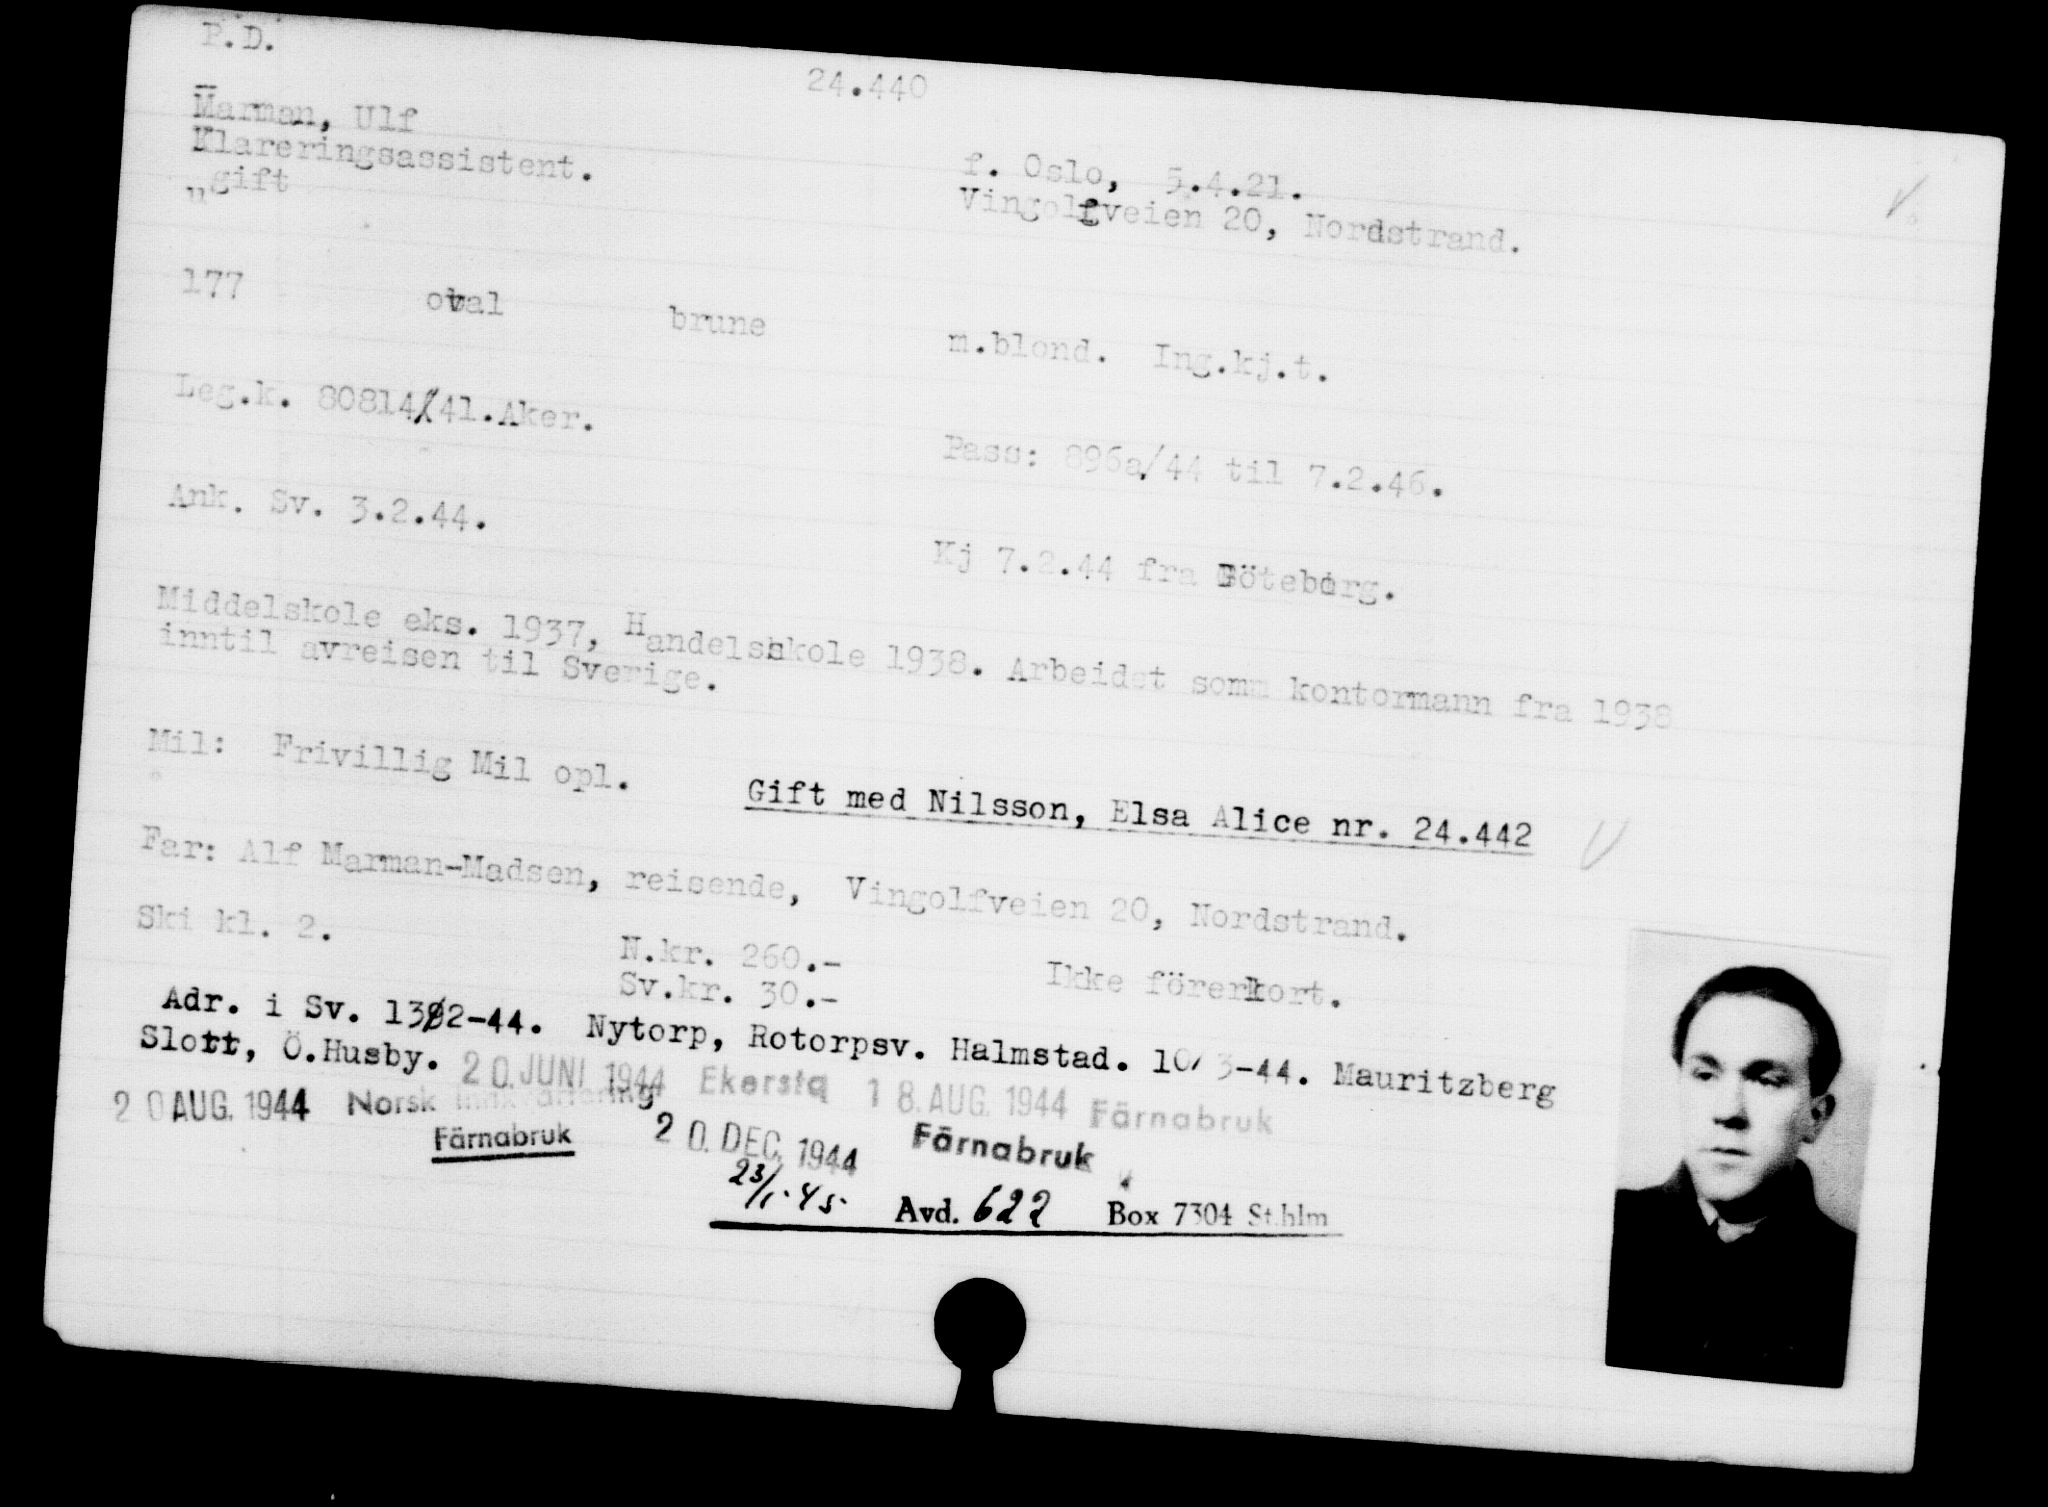 P.D.
24.440
Marman, Ulf
Klareringsassistent.
f. Oslo, 5.4.21.
"gift
Vingolfveien 20, Nordstrand.
177 oval brune m.blond. Ing.kj.t.
Leg.k. 80814/41.Aker.
Pass: 896a/44 til 7.2.46.
Ank. Sv. 3.2.44.
Kj 7.2.44 fra Göteborg.
Middelskole eks. 1937, Handelsskole 1938. Arbeidet som kontormann fra 1938
inntil avreisen til Sverige.
Mil: Frivillig Mil opl.
Gift med Nilsson, Elsa Alice nr. 24.442
Far: Alf Marman-Madsen, reisende, Vingolfveien 20, Nordstrand.
Ski kl. 2.
N.kr. 260.-
Sv.kr. 30.-
Ikke förerkort.
Adr. i Sv. 13/2-44. Nytorp, Rotorpsv. Halmstad. 10/3-44. Mauritzberg
Slott, Ö.Husby. 20. JUNI 1944 Ekersiq 18. AUG. 1944 Färnabruk
20 AUG. 1944 Norsk innkvartering
Färnabruk
20. DEC. 1944 Färnabruk
23/1-45. Avd. 622 Box 7304 St.hlm